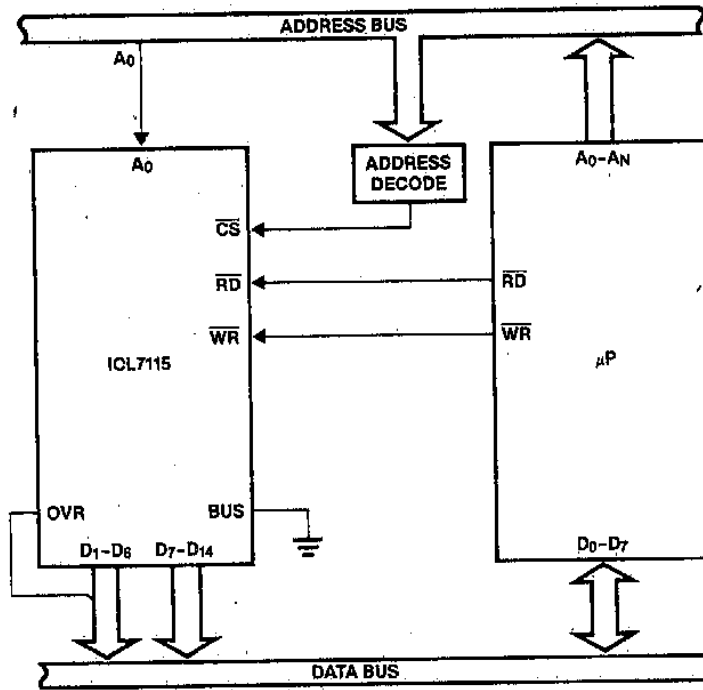 ADDRESS BUS
A0
A0
ADDRESS
DECODE
A0–AN
CS
RD
RD
WR
WR
ICL7115
μP
OVR
BUS
D1–D6
D7–D14
D0–D7
DATA BUS